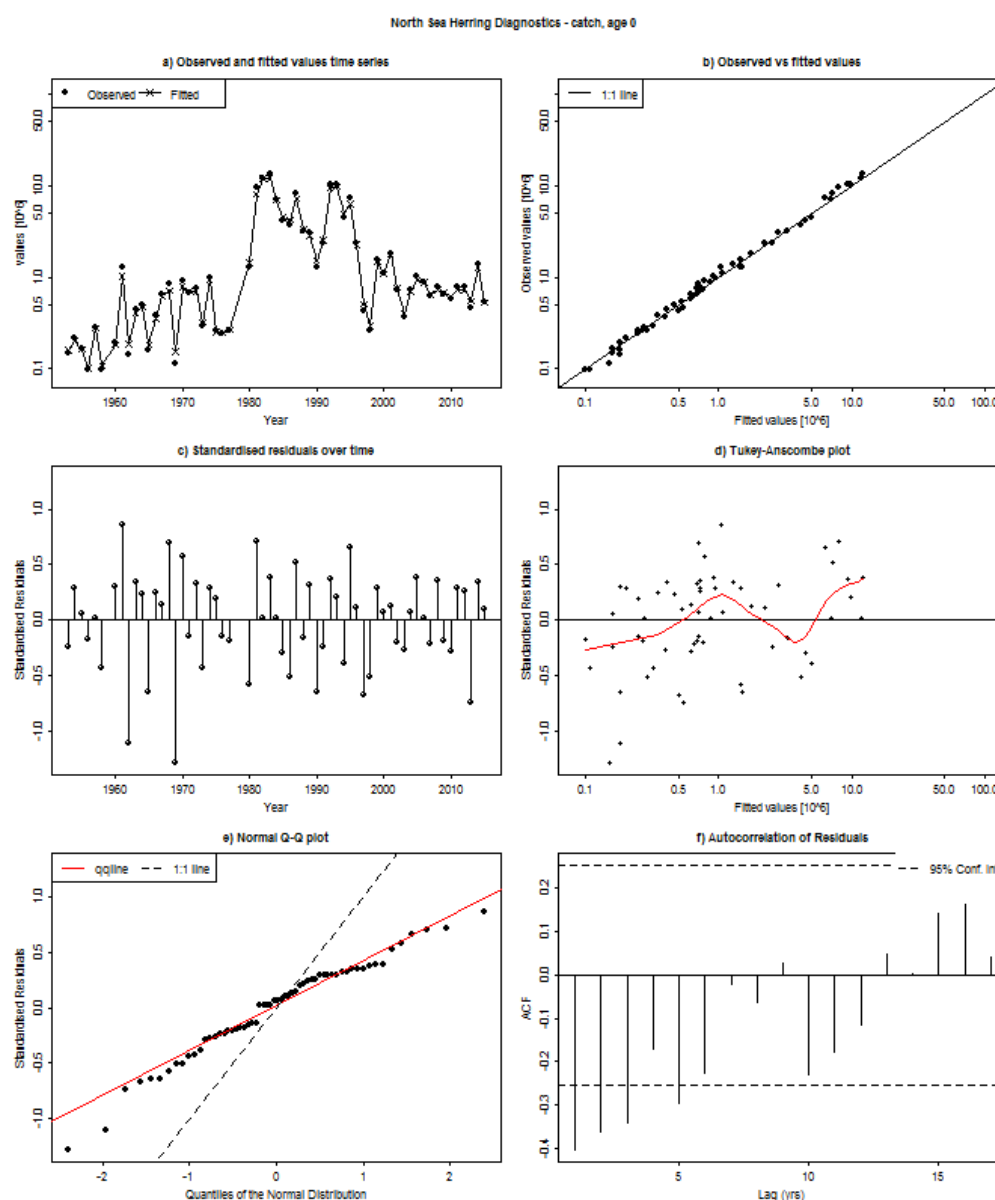 North Sea Herring Diagnostics - catch, age 0
a) Observed and fitted values time series
Observed Fitted
values [10^6]
0.1 0.5 1.0 5.0 10.0 50.0
1960 1970 1980 1990 2000 2010
Year
b) Observed vs fitted values
1:1 line
Observed values [10^6]
0.1 0.5 1.0 5.0 10.0 50.0
0.1 0.5 1.0 5.0 10.0 50.0 100.0
Fitted values [10^6]
c) Standardised residuals over time
Standardised Residuals
-1.0 -0.5 0.0 0.5 1.0
1960 1970 1980 1990 2000 2010
Year
d) Tukey-Anscombe plot
Standardised Residuals
-1.0 -0.5 0.0 0.5 1.0
0.1 0.5 1.0 5.0 10.0 50.0 100.0
Fitted values [10^6]
e) Normal Q-Q plot
qqline 1:1 line
Standardised Residuals
-1.0 -0.5 0.0 0.5 1.0
-2 -1 0 1 2
Quantiles of the Normal Distribution
f) Autocorrelation of Residuals
95% Conf. In
ACF
-0.4 -0.3 -0.2 -0.1 0.0 0.1 0.2
5 10 15
Lag (yrs)